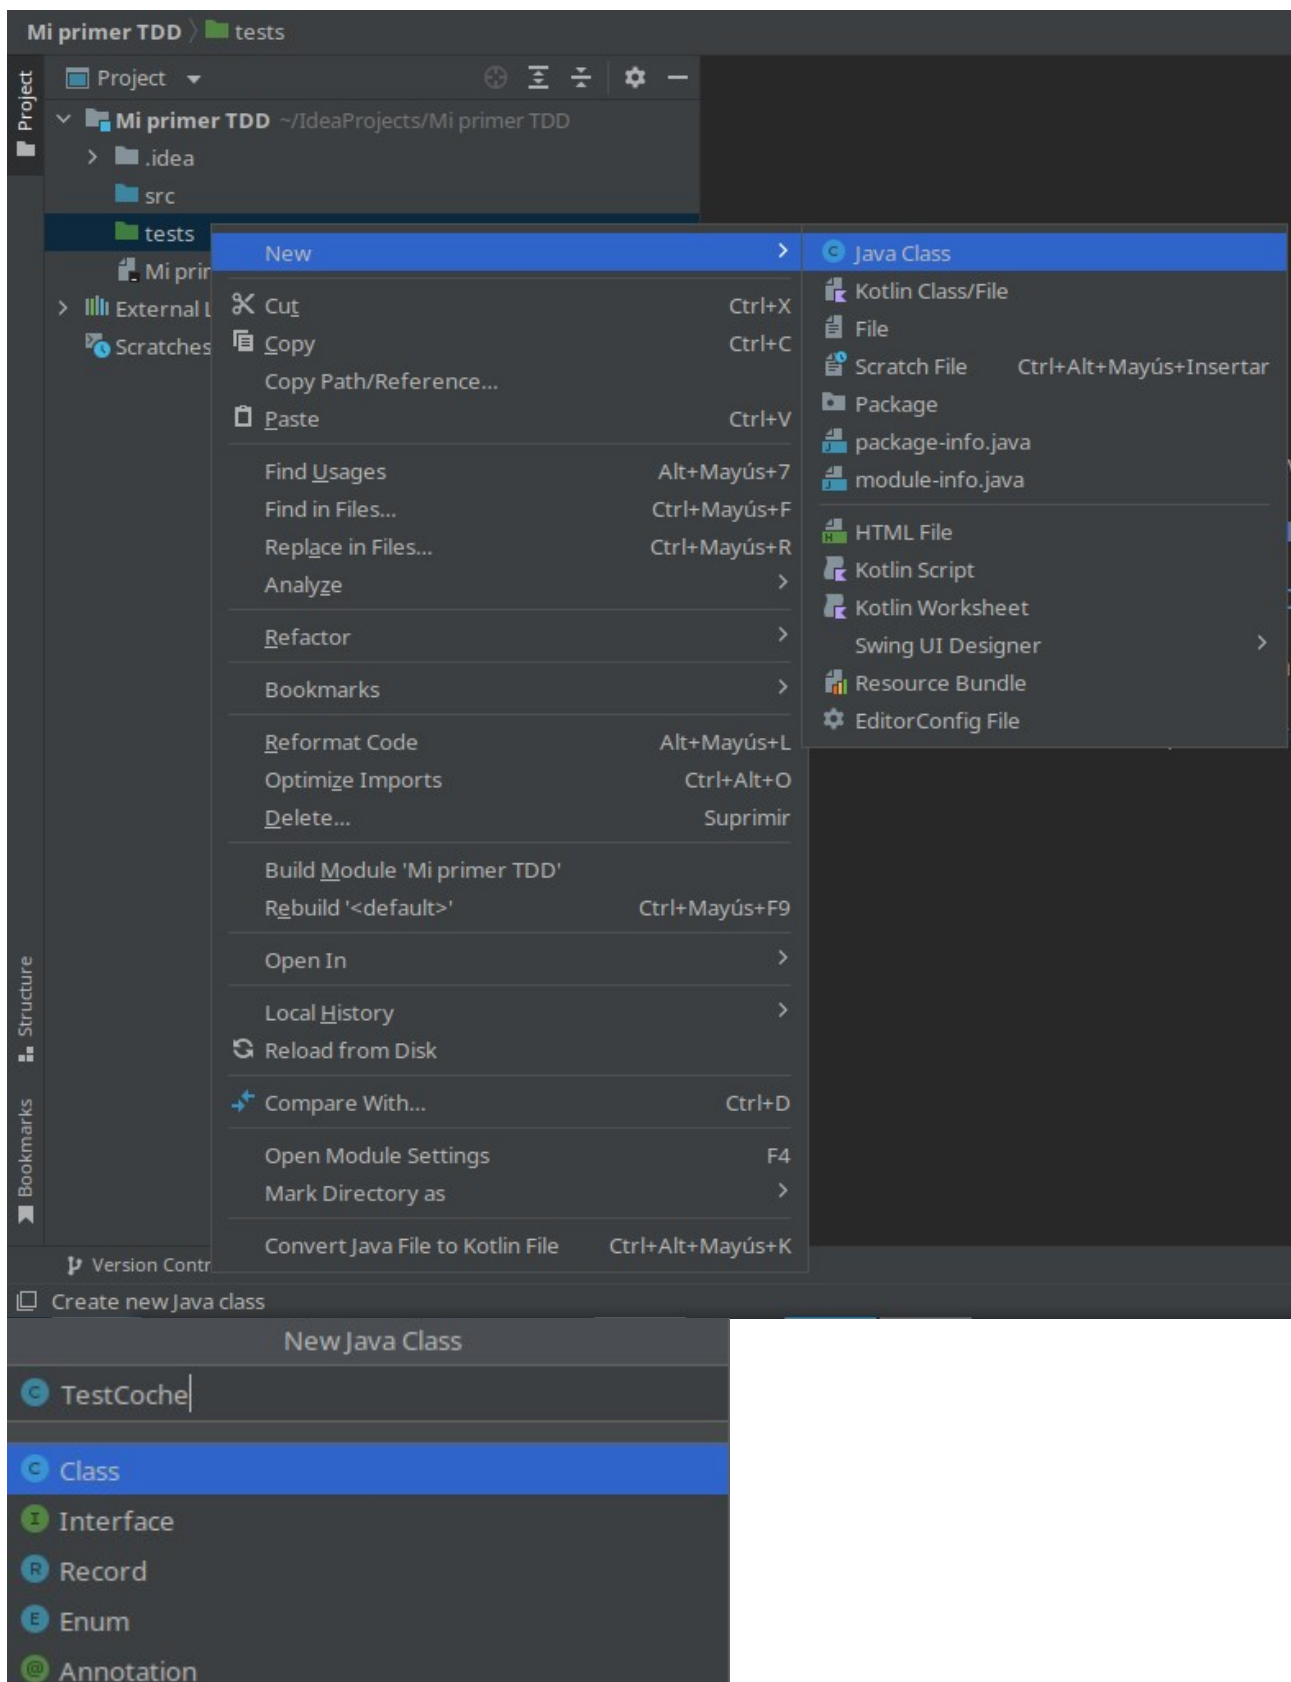 Mi primer TDD tests
Project
Project
Mi primer TDD ~/IdeaProjects/Mi primer TDD
.idea
src
tests
Mi prir
External L
Scratches
New
Cut Ctrl+X
Copy Ctrl+C
Copy Path/Reference...
Paste Ctrl+V
Find Usages Alt+Mayús+7
Find in Files... Ctrl+Mayús+F
Replace in Files... Ctrl+Mayús+R
Analyze
Refactor
Bookmarks
Reformat Code Alt+Mayús+L
Optimize Imports Ctrl+Alt+O
Delete... Suprimir
Build Module 'Mi primer TDD'
Rebuild '<default>' Ctrl+Mayús+F9
Open In
Local History
Reload from Disk
Compare With... Ctrl+D
Open Module Settings F4
Mark Directory as
Convert Java File to Kotlin File Ctrl+Alt+Mayús+K
Java Class
Kotlin Class/File
File
Scratch File Ctrl+Alt+Mayús+Insertar
Package
package-info.java
module-info.java
HTML File
Kotlin Script
Kotlin Worksheet
Swing UI Designer
Resource Bundle
EditorConfig File
Structure
Bookmarks
Version Contr
Create new Java class
New Java Class
TestCoche
Class
Interface
Record
Enum
Annotation